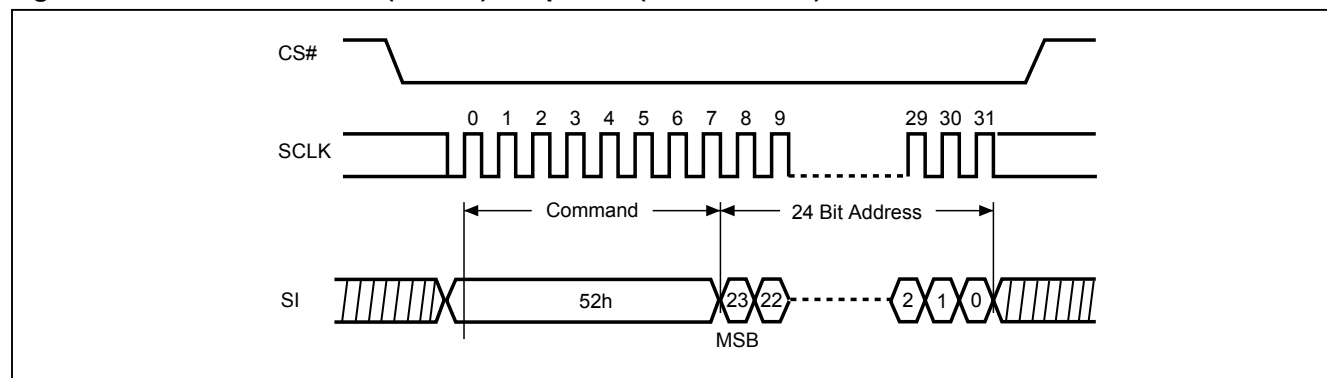 CS#
0 1 2 3 4 5 6 7 8 9 29 30 31
SCLK
Command 24 Bit Address
SI 52h 23 22 2 1 0
MSB